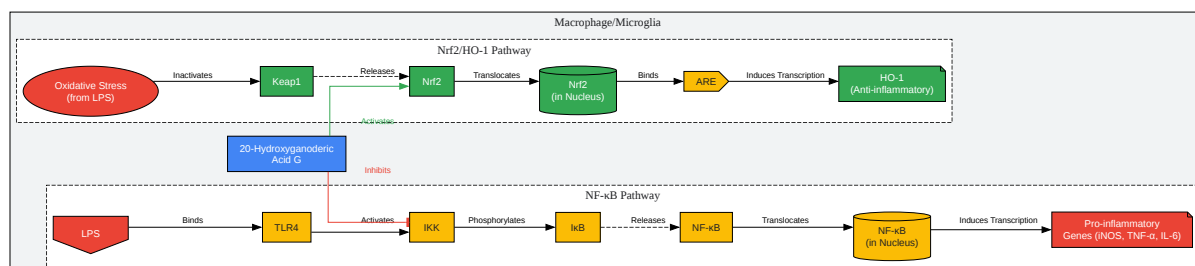 Macrophage/Microglia
Nrf2/HO-1 Pathway
Oxidative Stress
(from LPS)
Inactivates
Keap1
Releases
Nrf2
Translocates
Nrf2
(in Nucleus)
Binds
ARE
Induces Transcription
HO-1
(Anti-inflammatory)
Activates
20-Hydroxyganoderic
Acid G
Inhibits
NF-κB Pathway
LPS
Binds
TLR4
Activates
IKK
Phosphorylates
IκB
Releases
NF-κB
Translocates
NF-κB
(in Nucleus)
Induces Transcription
Pro-inflammatory
Genes (iNOS, TNF-α, IL-6)